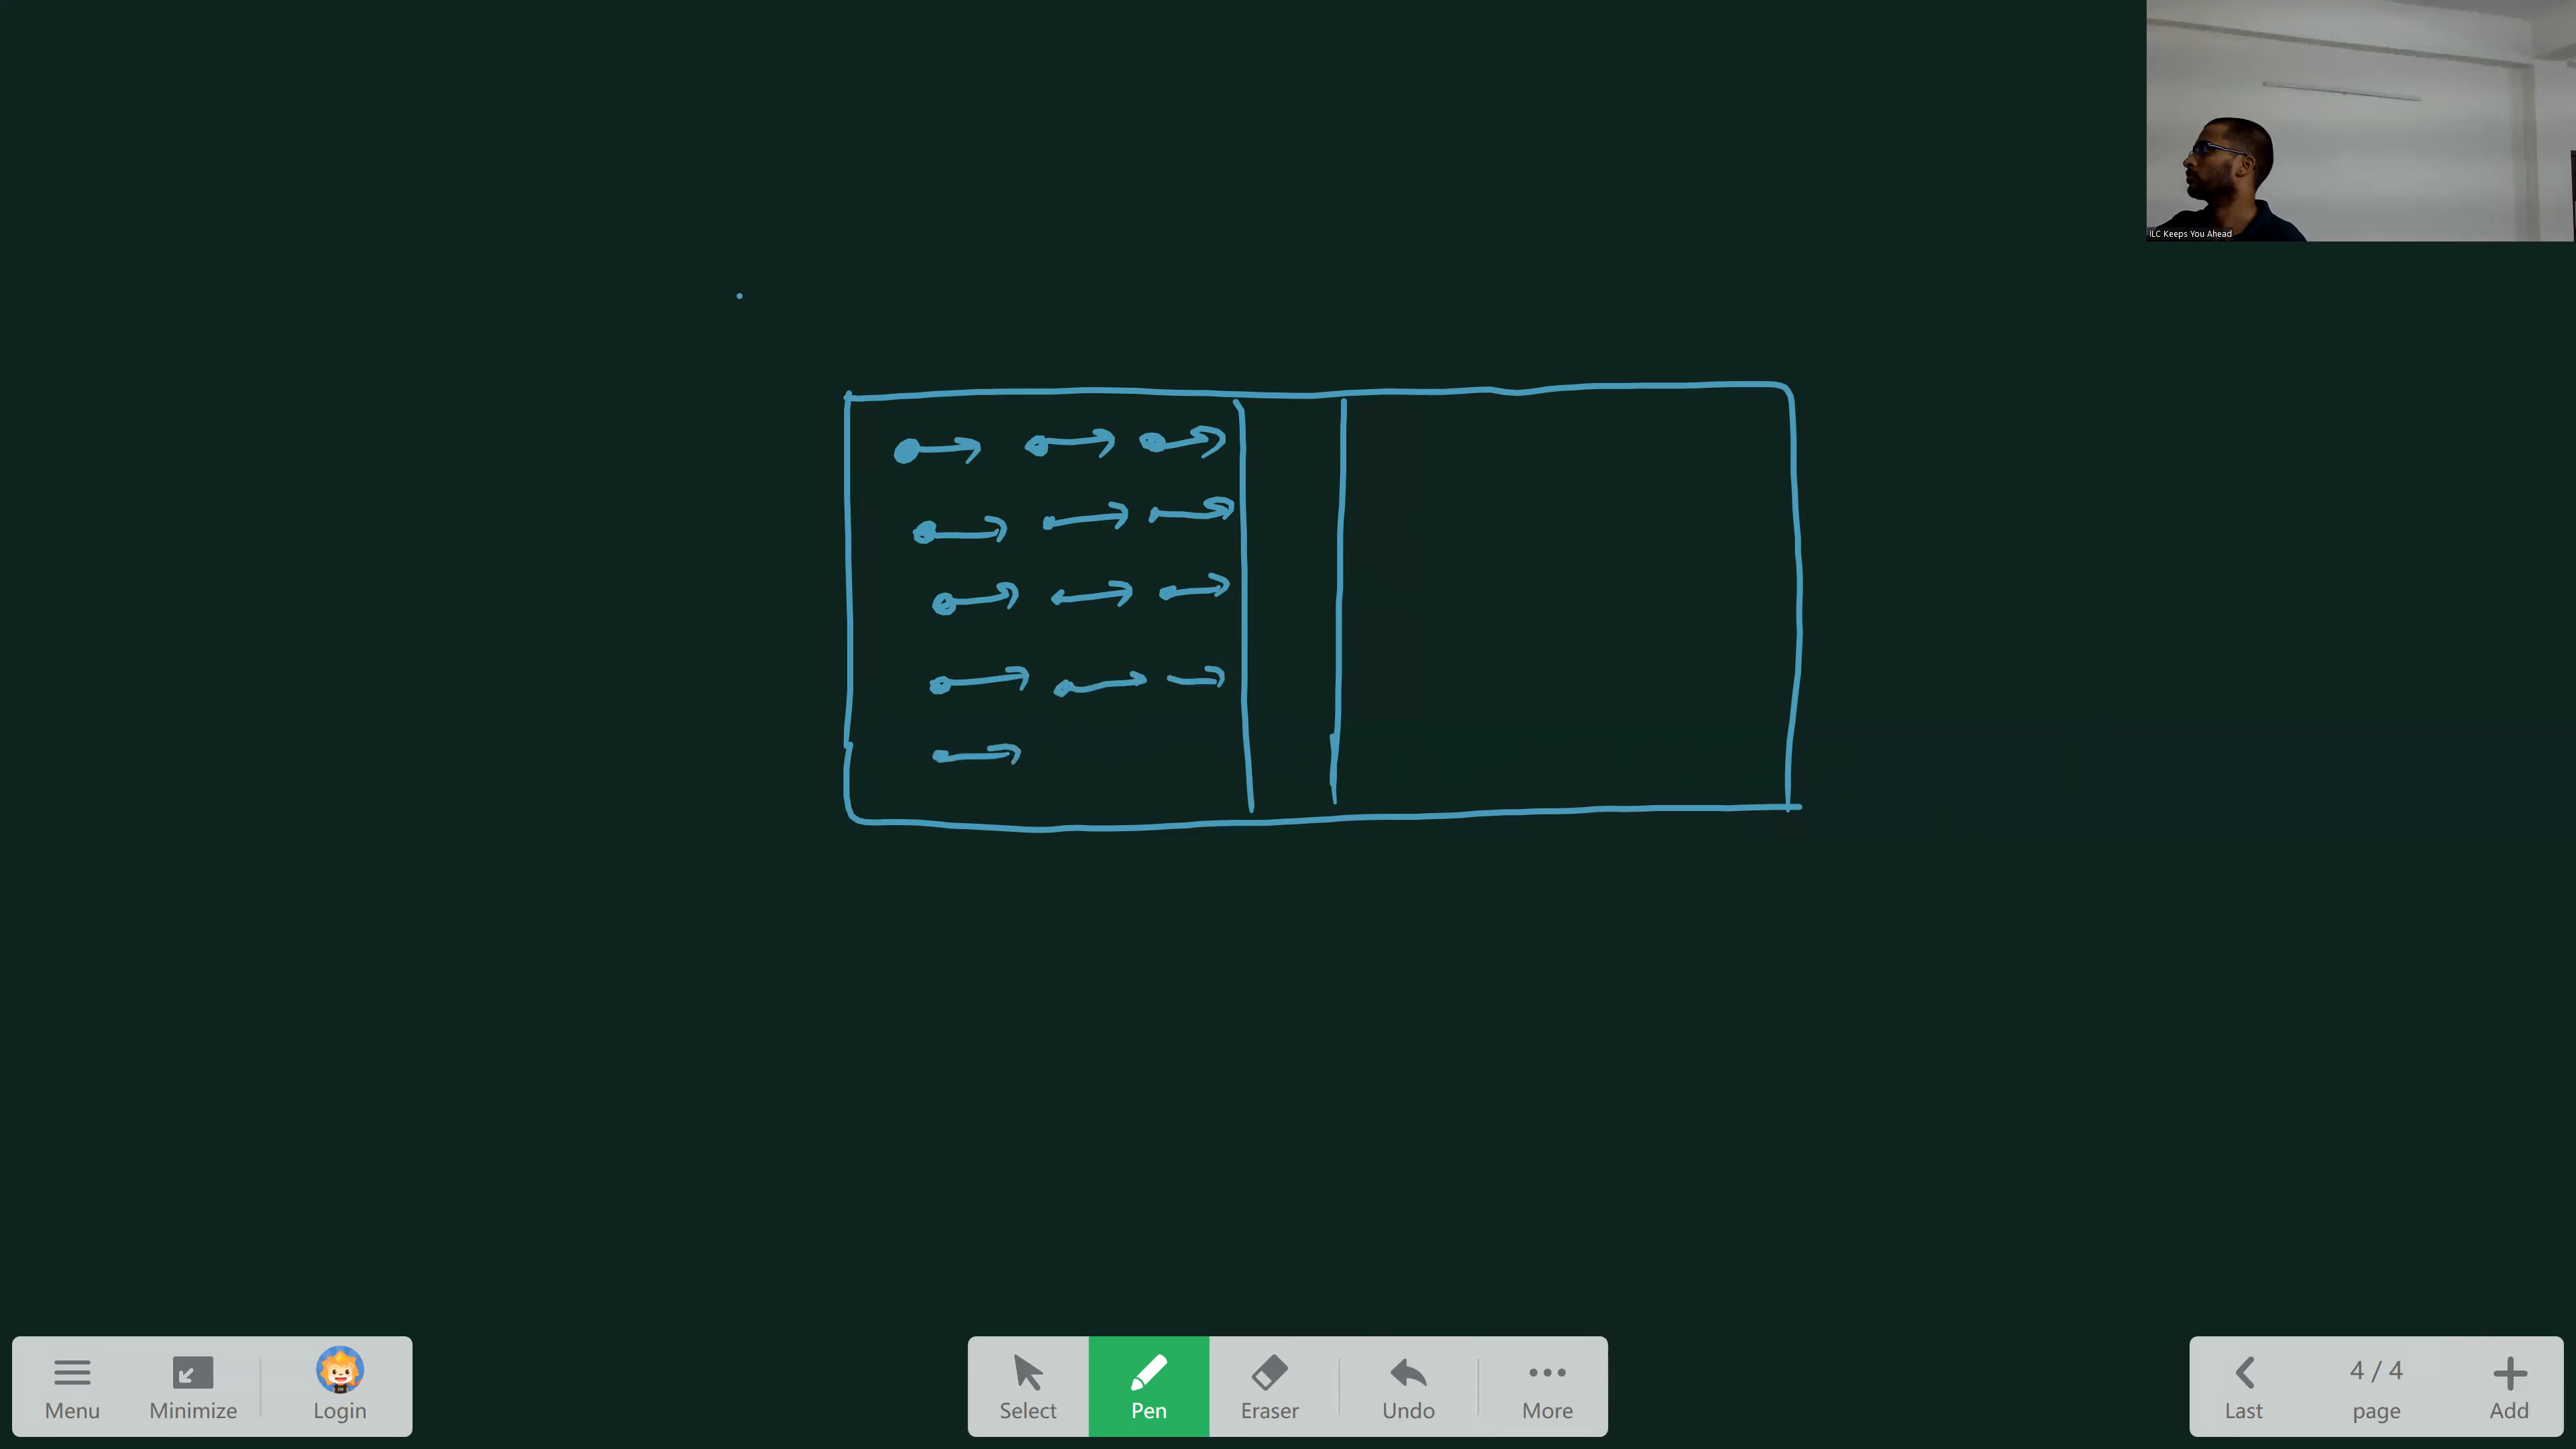 ILC Keeps You Ahead
Menu
Minimize
Login
Select
Pen
Eraser
Undo
More
Last
4 / 4
page
Add